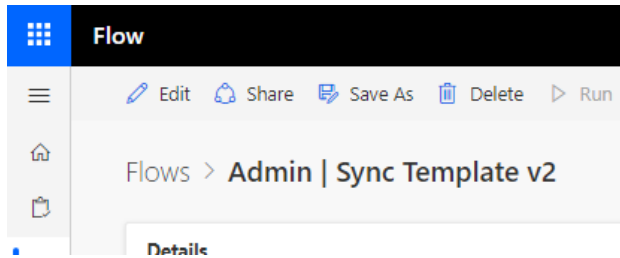 Flow
Edit Share Save As Delete Run
Flows > Admin | Sync Template v2
Details